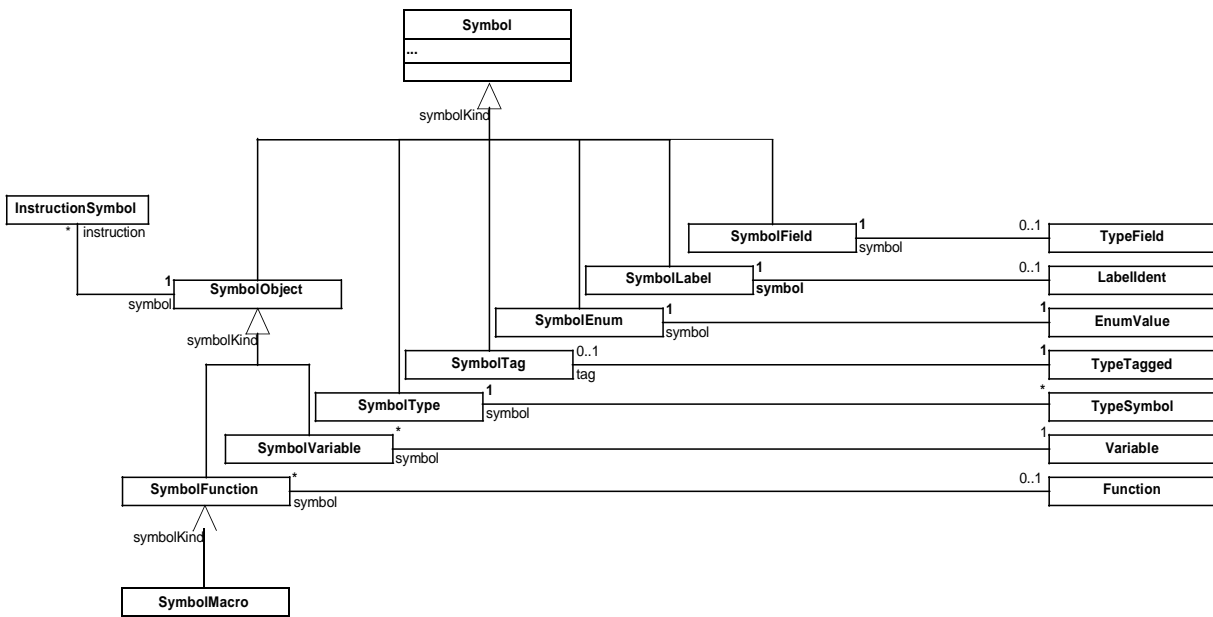 Symbol
...
symbolKind
InstructionSymbol
* instruction
SymbolField
1
symbol
0..1
TypeField
SymbolLabel
1
symbol
0..1
LabelIdent
1
symbol
SymbolObject
SymbolEnum
1
symbol
1
EnumValue
symbolKind
SymbolTag
0..1
tag
1
TypeTagged
SymbolType
1
symbol
*
TypeSymbol
SymbolVariable
*
symbol
1
Variable
SymbolFunction
*
symbol
0..1
Function
symbolKind
SymbolMacro